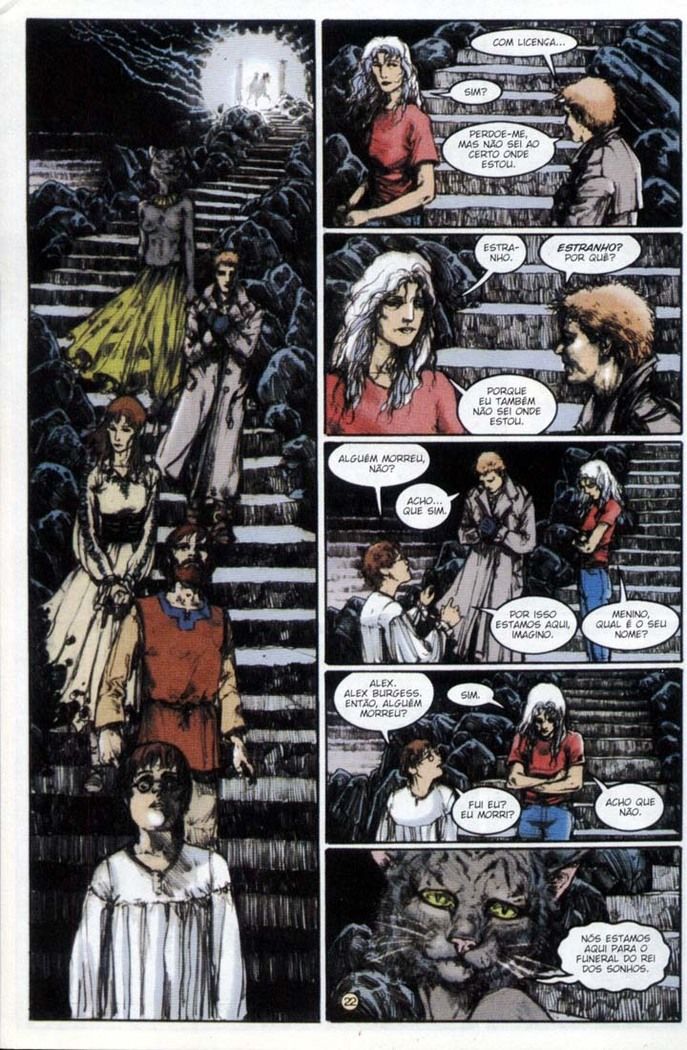 COM LICENÇA...
SIM?
PERDOE-ME,
MAS NÃO SEI AO
CERTO ONDE
ESTOU.
ESTRA-
NHO.
ESTRANHO?
POR QUÊ?
PORQUE
EU TAMBÉM
NÃO SEI ONDE
ESTOU.
ALGUÉM MORREU,
NÃO?
ACHO...
QUE SIM.
POR ISSO
ESTAMOS AQUI,
IMAGINO.
MENINO,
QUAL É O SEU
NOME?
ALEX.
ALEX BURGESS.
ENTÃO, ALGUÉM
MORREU?
SIM.
FUI EU?
EU MORRI?
ACHO QUE
NÃO.
NÓS ESTAMOS
AQUI PARA O
FUNERAL DO REI
DOS SONHOS.
22